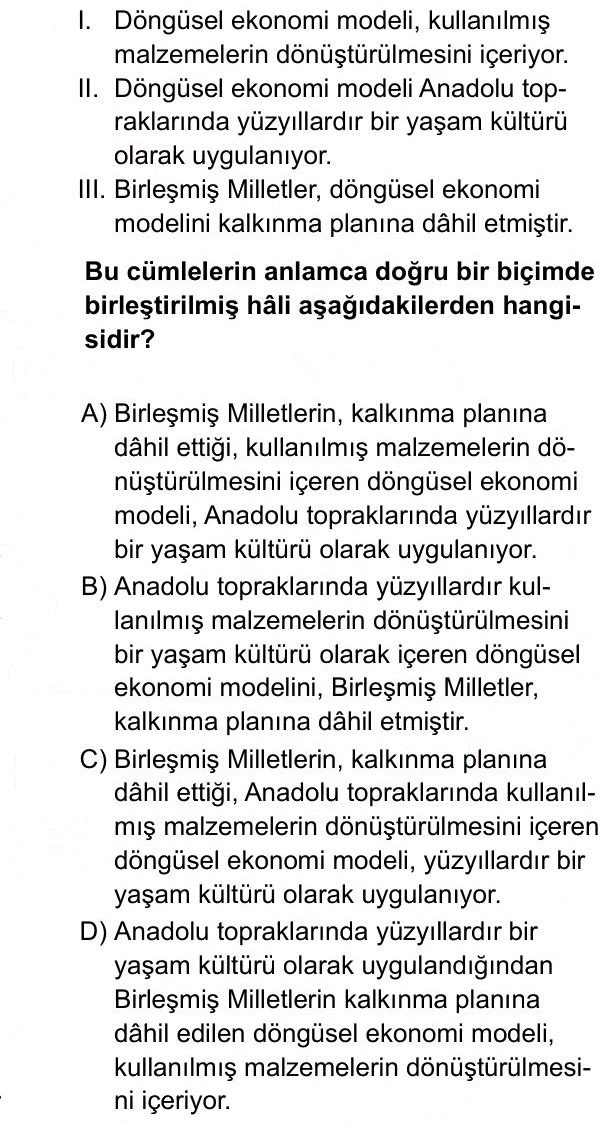 I. Döngüsel ekonomi modeli, kullanılmış
malzemelerin dönüştürülmesini içeriyor.
II. Döngüsel ekonomi modeli Anadolu top-
raklarında yüzyıllardır bir yaşam kültürü
olarak uygulanıyor.
III. Birleşmiş Milletler, döngüsel ekonomi
modelini kalkınma planına dâhil etmiştir.
Bu cümlelerin anlamca doğru bir biçimde
birleştirilmiş hâli aşağıdakilerden hangi-
sidir?
A) Birleşmiş Milletlerin, kalkınma planına
dâhil ettiği, kullanılmış malzemelerin dö-
nüştürülmesini içeren döngüsel ekonomi
modeli, Anadolu topraklarında yüzyıllardır
bir yaşam kültürü olarak uygulanıyor.
B) Anadolu topraklarında yüzyıllardır kul-
lanılmış malzemelerin dönüştürülmesini
bir yaşam kültürü olarak içeren döngüsel
ekonomi modelini, Birleşmiş Milletler,
kalkınma planına dâhil etmiştir.
C) Birleşmiş Milletlerin, kalkınma planına
dâhil ettiği, Anadolu topraklarında kullanıl-
mış malzemelerin dönüştürülmesini içeren
döngüsel ekonomi modeli, yüzyıllardır bir
yaşam kültürü olarak uygulanıyor.
D) Anadolu topraklarında yüzyıllardır bir
yaşam kültürü olarak uygulandığından
Birleşmiş Milletlerin kalkınma planına
dâhil edilen döngüsel ekonomi modeli,
kullanılmış malzemelerin dönüştürülmesi-
ni içeriyor.